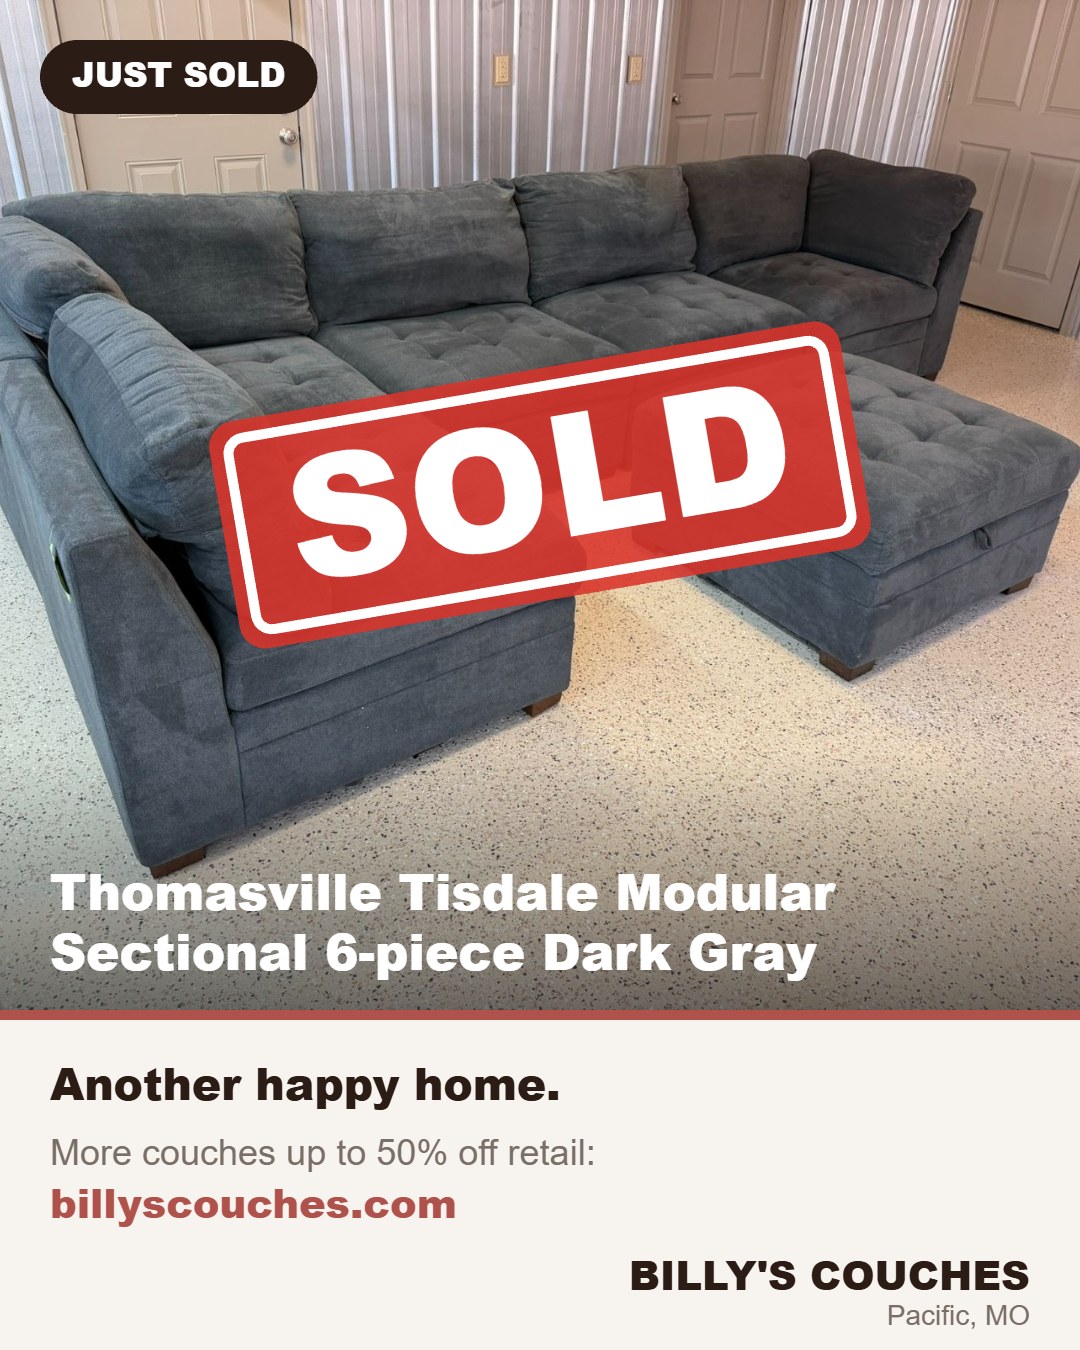 JUST SOLD
SOLD
Thomasville Tisdale Modular
Sectional 6-piece Dark Gray
Another happy home.
More couches up to 50% off retail:
billyscouches.com
BILLY'S COUCHES
Pacific, MO